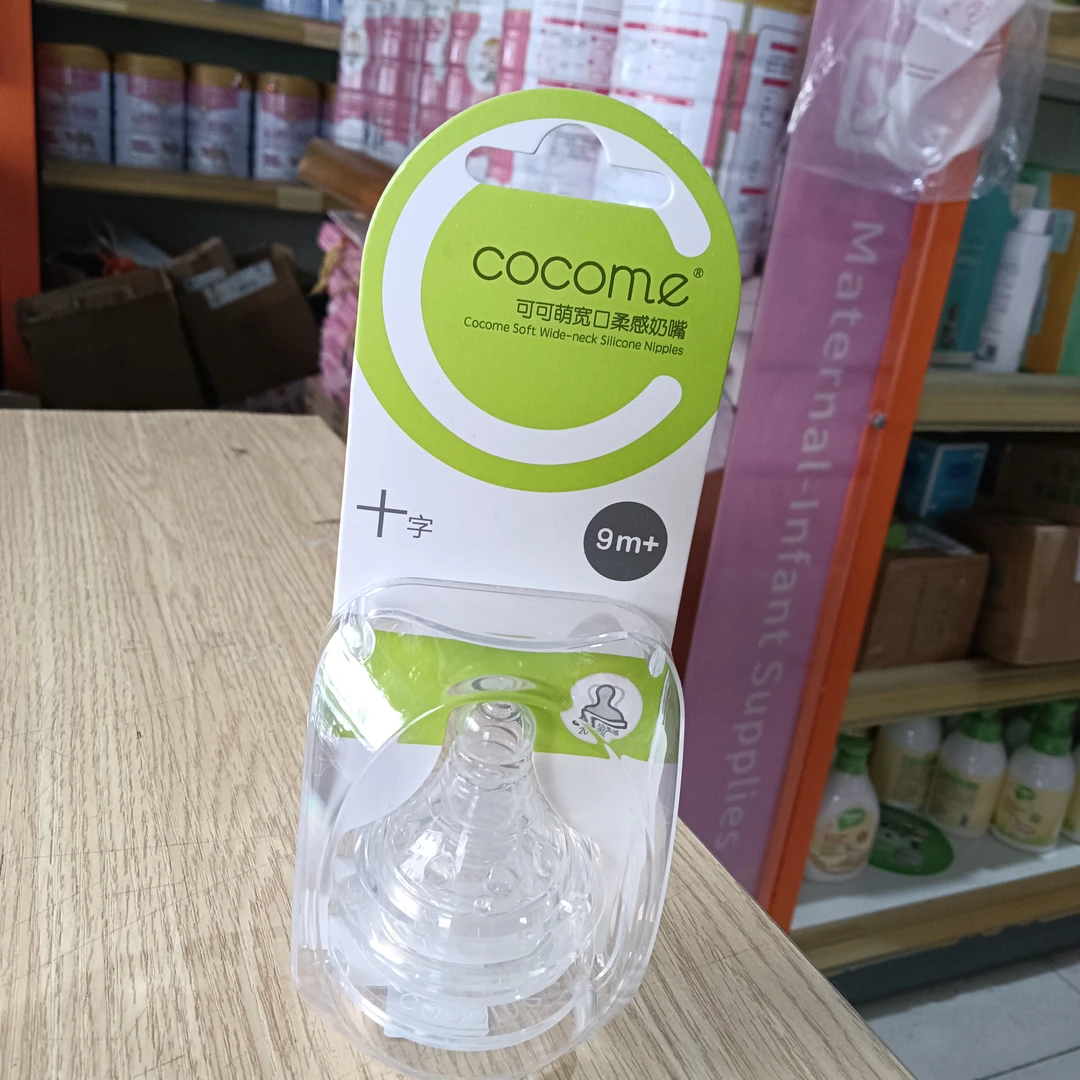 cocome®
可可萌宽口柔感奶嘴
Cocome Soft Wide-neck Silicone Nipples
十字
9m+
Maternal-Infant Supplies